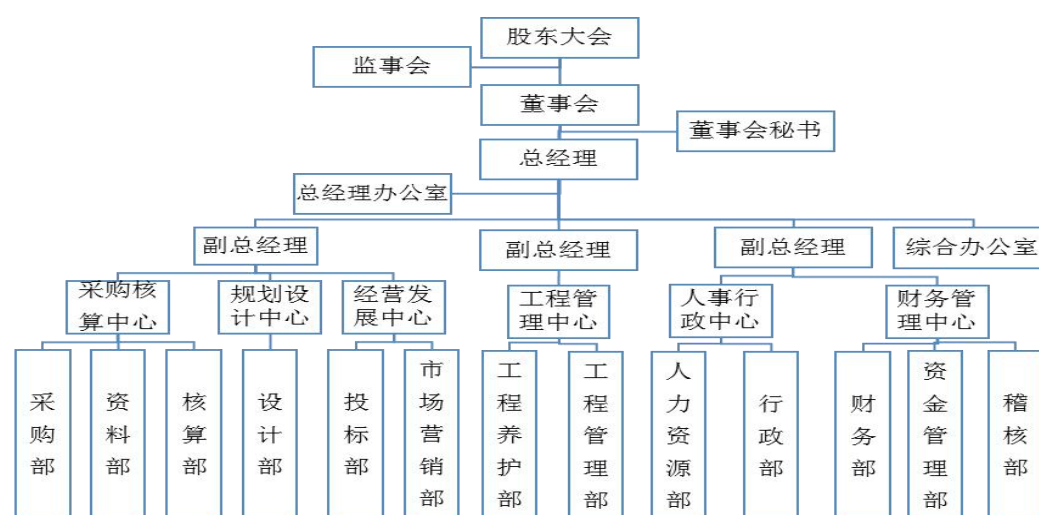 股东大会
监事会
董事会
董事会秘书
总经理
总经理办公室
副总经理
副总经理
副总经理
综合办公室
采购核
算中心
规划设
计中心
经营发
展中心
工程管
理中心
人事行
政中心
财务管
理中心
采购部
资料部
核算部
设计部
投标部
市场营销部
工程养护部
工程管理部
人力资源部
行政部
财务部
资金管理部
稽核部